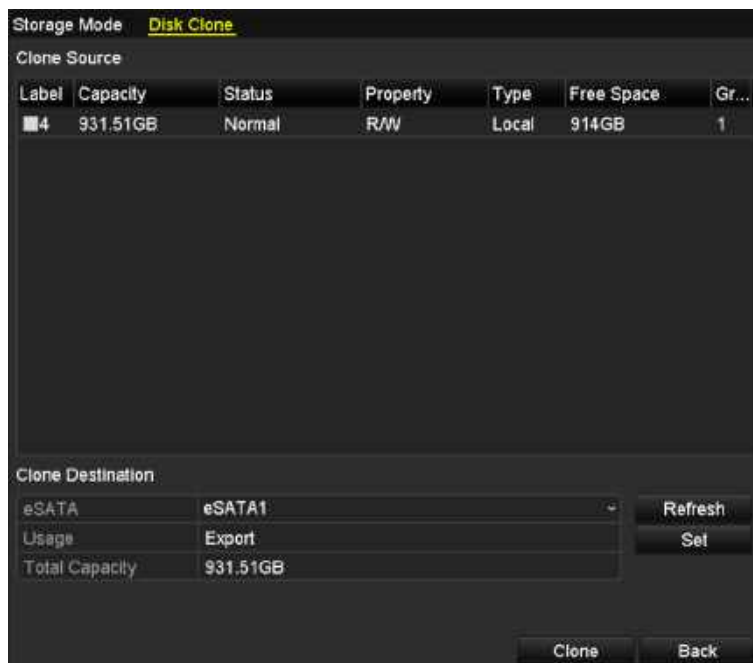 Storage Mode Disk Clone
Clone Source
Label Capacity Status Property Type Free Space Gr...
4 931.51GB Normal R/W Local 914GB 1
Clone Destination
eSATA eSATA1 Refresh
Usage Export Set
Total Capacity 931.51GB
Clone Back